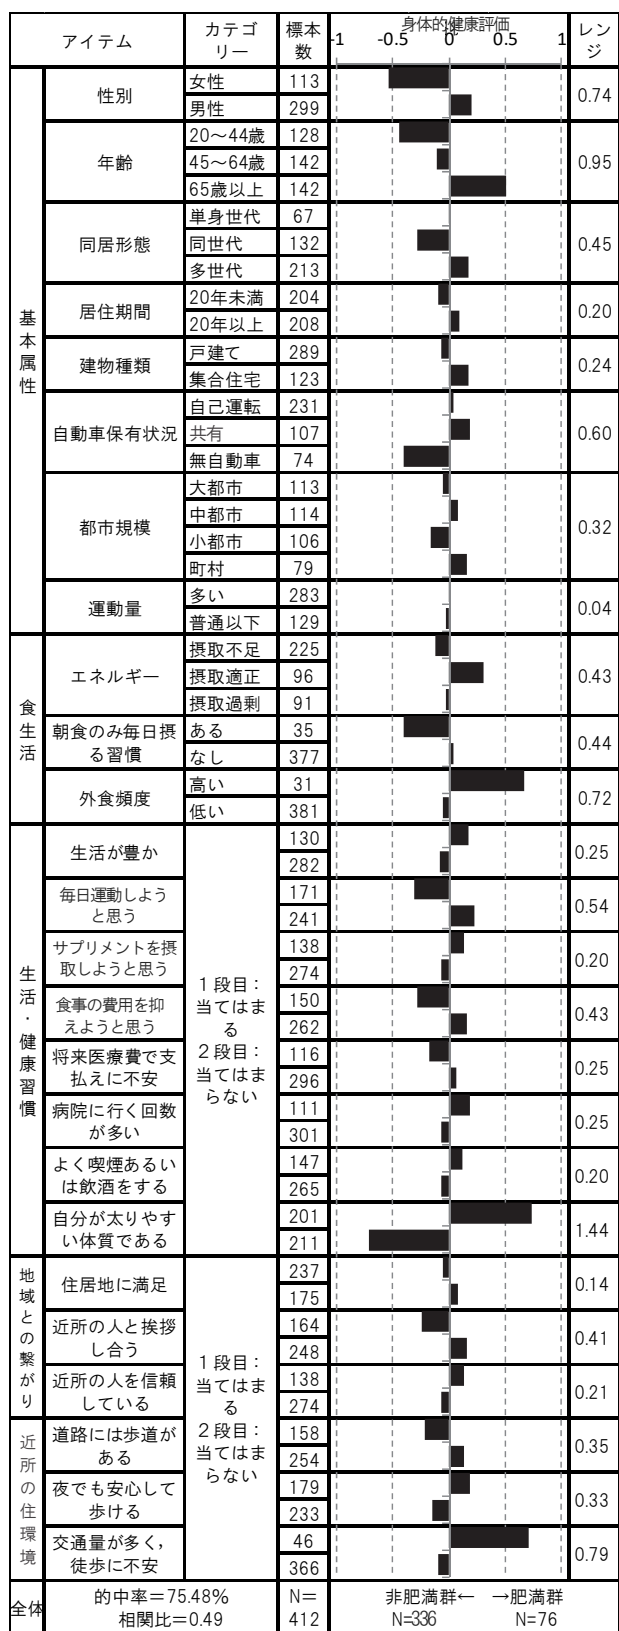 アイテム カテゴリー 標本数 身体的健康評価 レンジ
-1 -0.5 0 0.5 1
基本属性
性別 女性 113 0.74
男性 299
年齢 20～44歳 128 0.95
45～64歳 142
65歳以上 142
同居形態 単身世代 67 0.45
同世代 132
多世代 213
居住期間 20年未満 204 0.20
20年以上 208
建物種類 戸建て 289 0.24
集合住宅 123
自動車保有状況 自己運転 231 0.60
共有 107
無自動車 74
都市規模 大都市 113 0.32
中都市 114
小都市 106
町村 79
運動量 多い 283 0.04
普通以下 129
食生活
エネルギー 摂取不足 225 0.43
摂取適正 96
摂取過剰 91
朝食のみ毎日摂る習慣 ある 35 0.44
なし 377
外食頻度 高い 31 0.72
低い 381
生活・健康習慣
1段目：
当てはま
る
2段目：
当てはま
らない
生活が豊か 130 0.25
282
毎日運動しよう 171 0.54
と思う 241
サプリメントを摂 138 0.20
取しようと思う 274
食事の費用を抑 150 0.43
えようと思う 262
将来医療費で支 116 0.25
払えに不安 296
病院に行く回数 111 0.25
が多い 301
よく喫煙あるい 147 0.20
は飲酒をする 265
自分が太りやす 201 1.44
い体質である 211
地域との繋がり
1段目：
当てはま
る
2段目：
当てはま
らない
住居地に満足 237 0.14
175
近所の人と挨拶 164 0.41
し合う 248
近所の人を信頼 138 0.21
している 274
近所の住環境
道路には歩道が 158 0.35
ある 254
夜でも安心して 179 0.33
歩ける 233
交通量が多く， 46 0.79
徒歩に不安 366
全体 的中率＝75.48% N＝ 非肥満群← →肥満群
相関比＝0.49 412 N=336 N=76